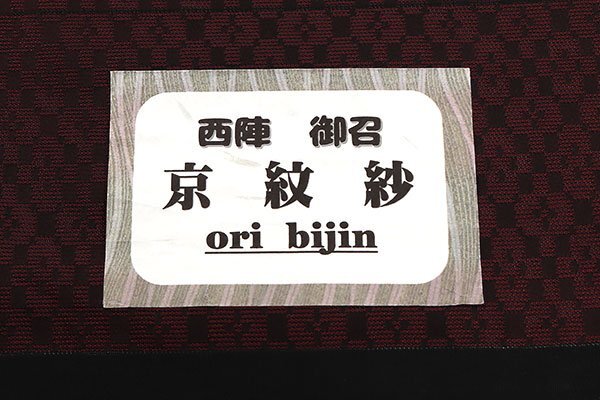 西陣 御召
京紋紗
ori bijin